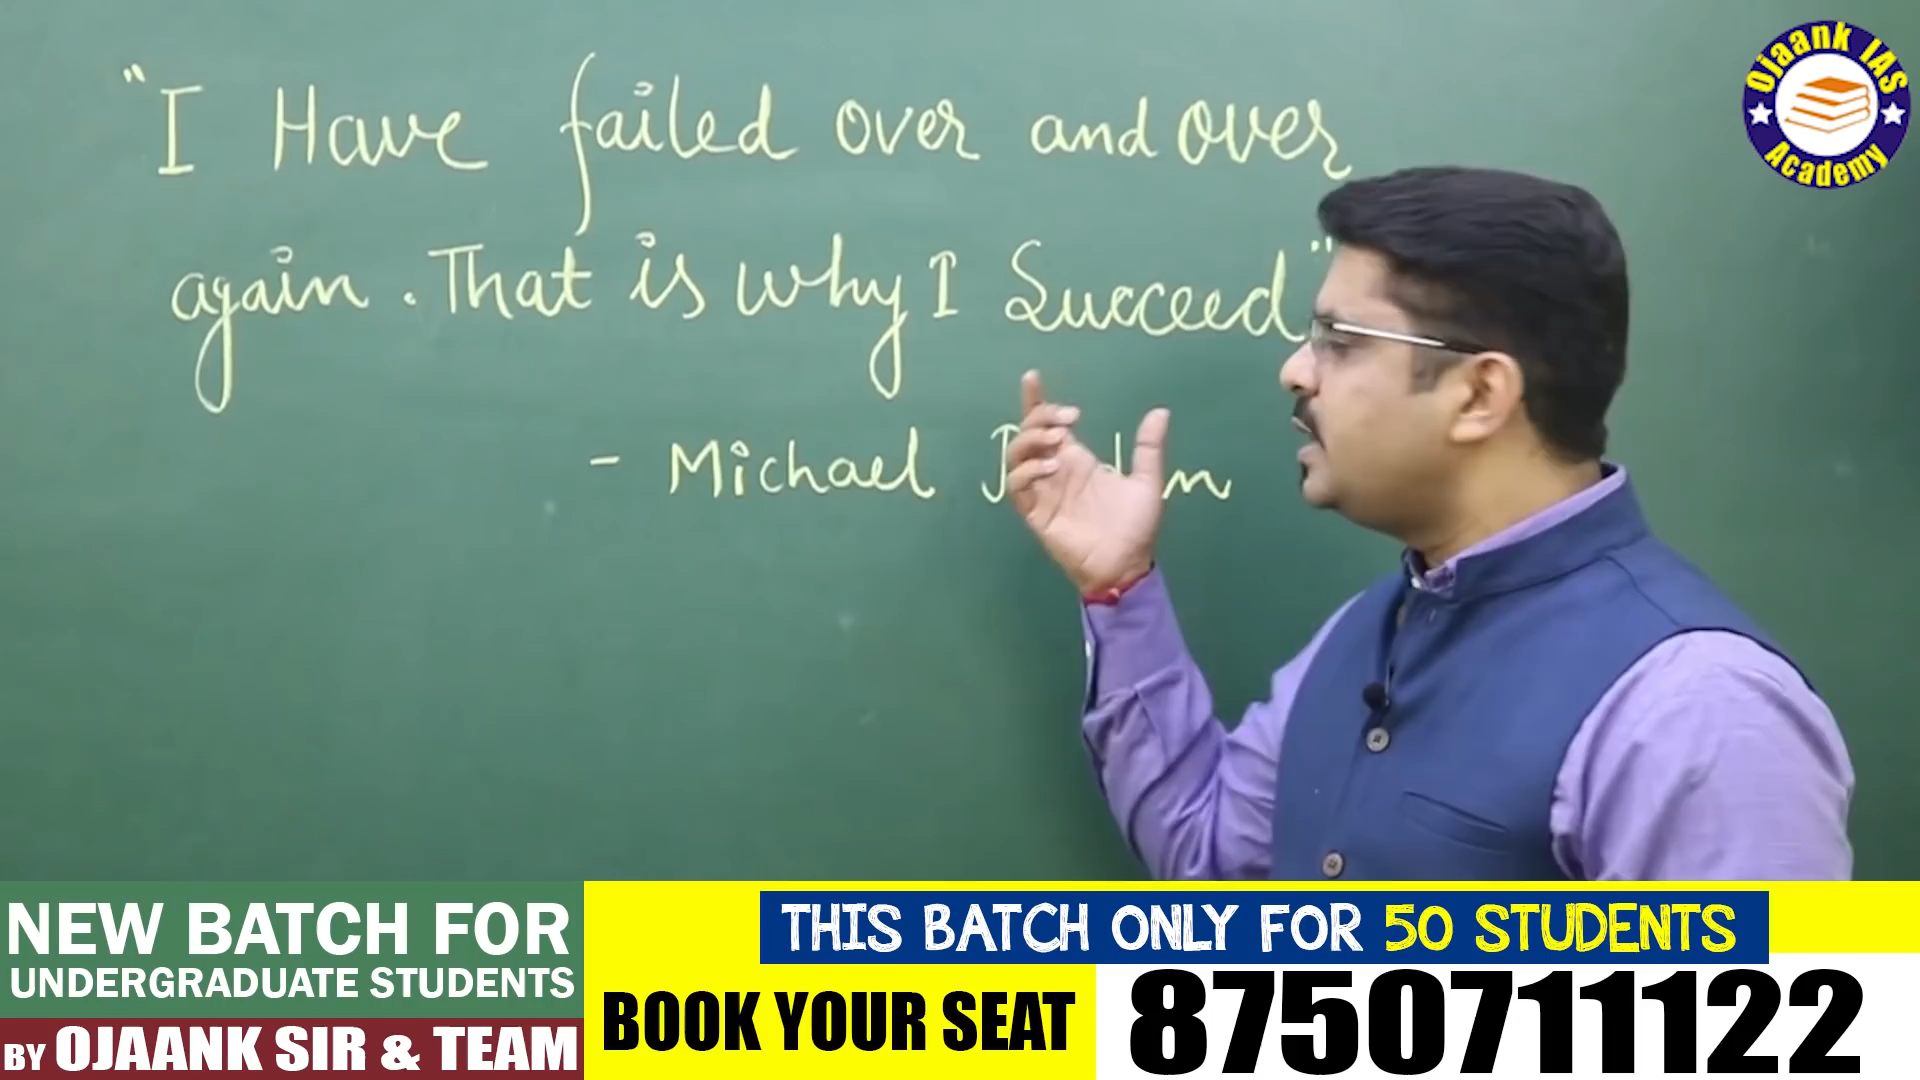 "I Have failed over and over
again. That is why I Succeed"
- Michael
Ojaank IAS
Academy
NEW BATCH FOR
UNDERGRADUATE STUDENTS
BY OJAANK SIR & TEAM
THIS BATCH ONLY FOR 50 STUDENTS
BOOK YOUR SEAT
8750711122